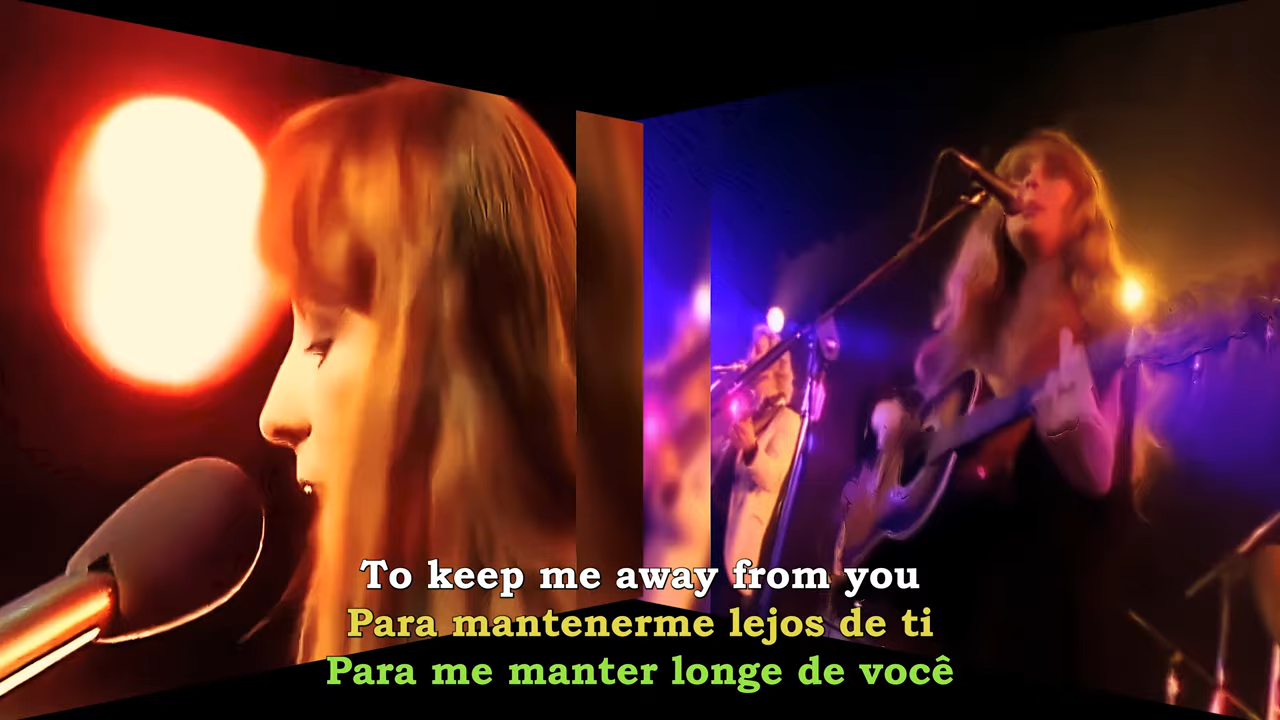 To keep me away from you
Para mantenerme lejos de ti
Para me manter longe de você